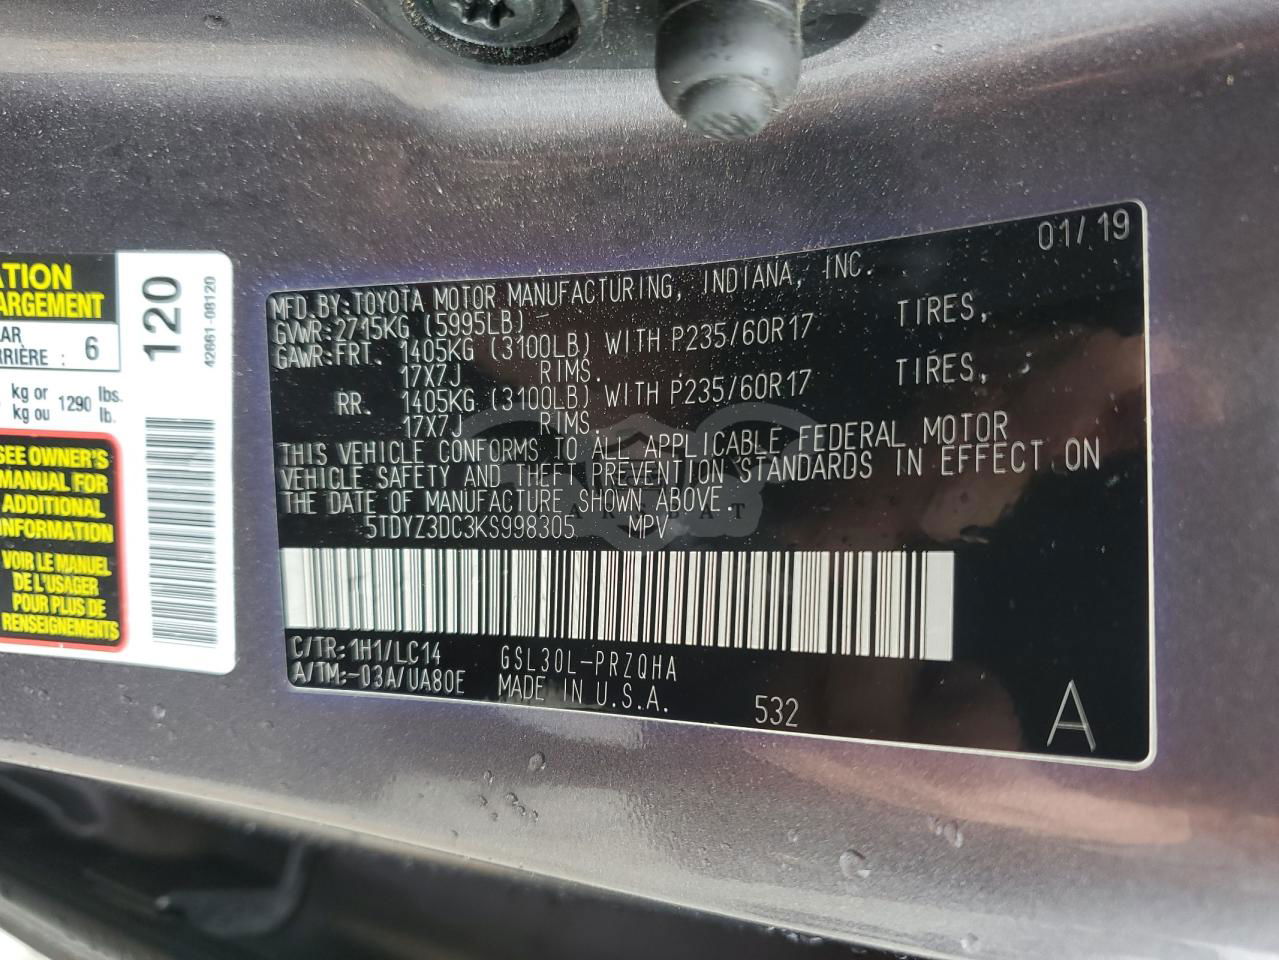 ATION
ARGEMENT
AR
RRIÈRE : 6
kg or 1290 lbs.
kg ou lb.
SEE OWNER'S
MANUAL FOR
ADDITIONAL
INFORMATION
VOIR LE MANUEL
DE L'USAGER
POUR PLUS DE
RENSEIGNEMENTS
120
42661-08120
01/19
MFD.BY:TOYOTA MOTOR MANUFACTURING, INDIANA, INC.
GVWR:2715KG (5995LB)
GAWR:FRT. 1405KG (3100LB) WITH P235/60R17 TIRES,
17X7J RIMS.
RR. 1405KG (3100LB) WITH P235/60R17 TIRES,
17X7J RIMS.
THIS VEHICLE CONFORMS TO ALL APPLICABLE FEDERAL MOTOR
VEHICLE SAFETY AND THEFT PREVENTION STANDARDS IN EFFECT ON
THE DATE OF MANUFACTURE SHOWN ABOVE.
5TDYZ3DC3KS998305 MPV
C/TR:1H1/LC14 GSL30L-PRZQHA
A/TM:-03A/UA80E MADE IN U.S.A. 532
A